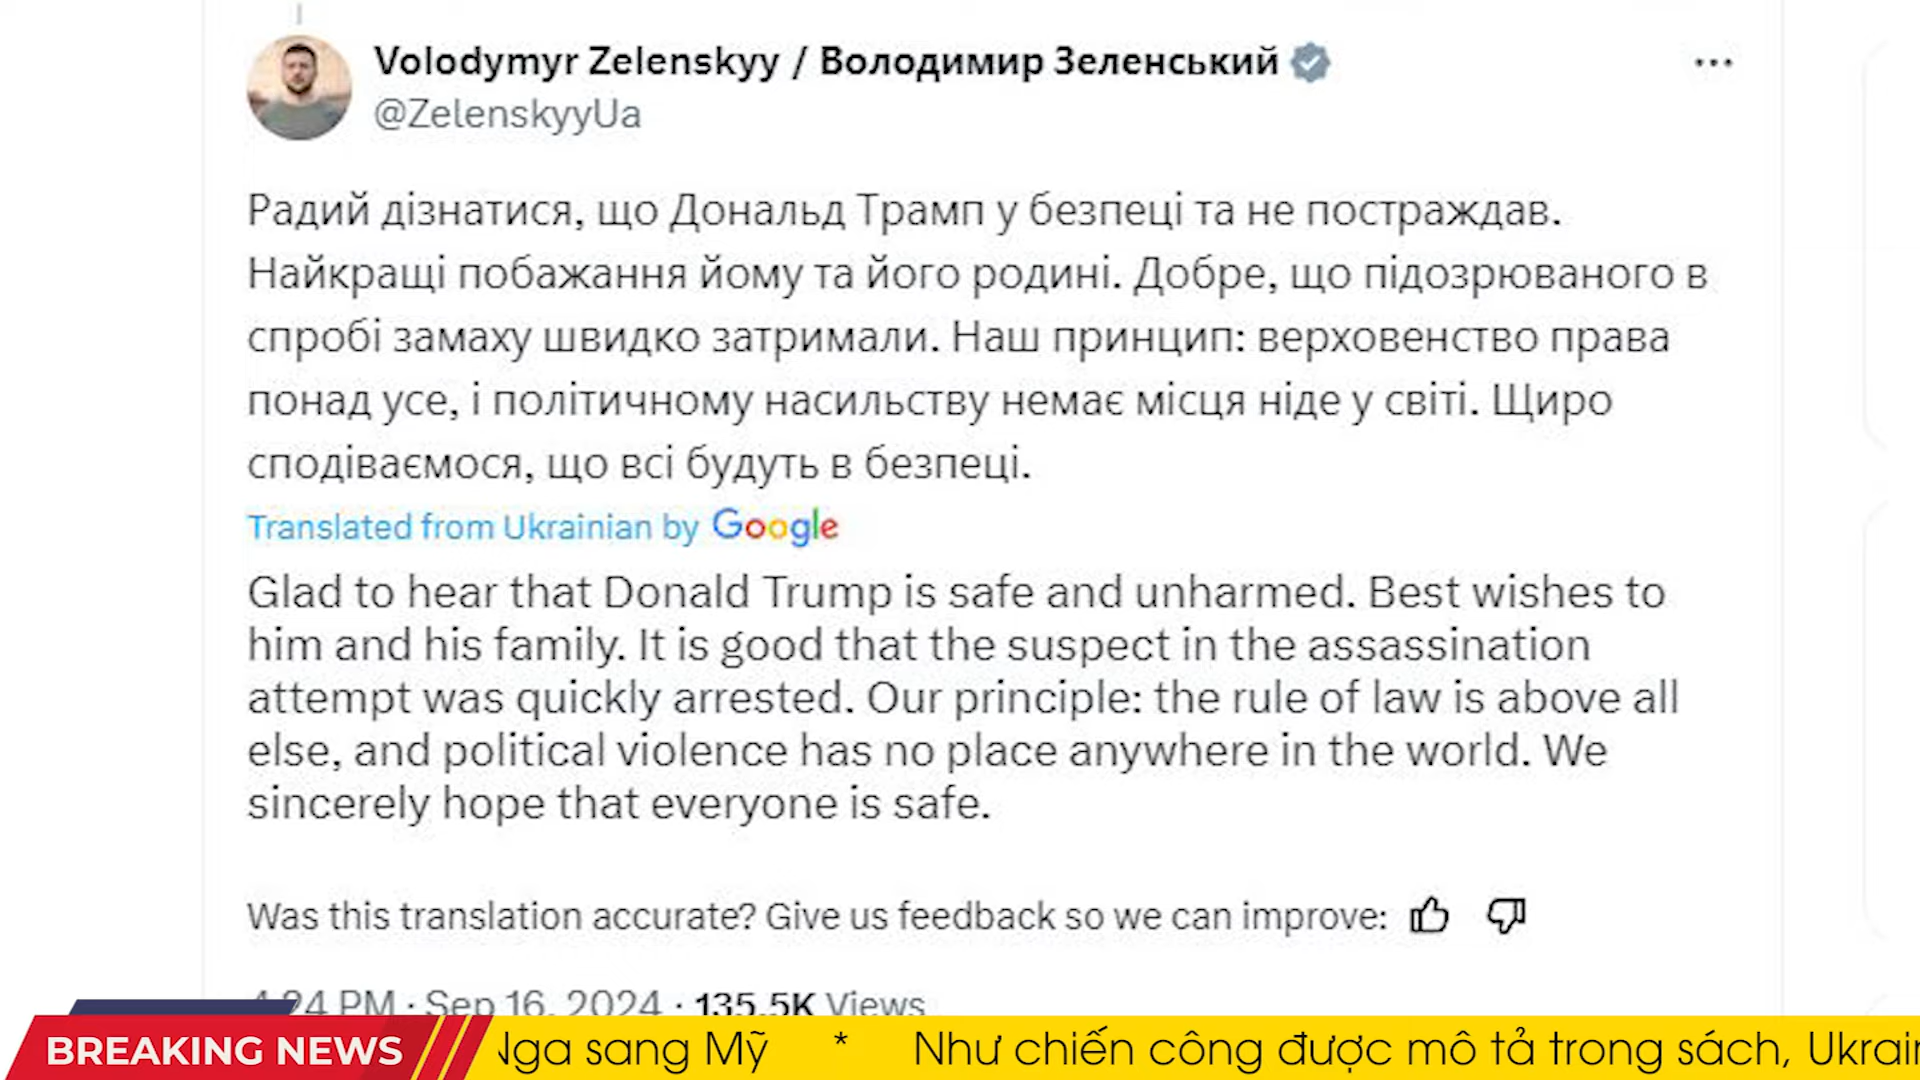 Volodymyr Zelenskyy / Володимир Зеленський
@ZelenskyyUa
Радий дізнатися, що Дональд Трамп у безпеці та не постраждав.
Найкращі побажання йому та його родині. Добре, що підозрюваного в
спробі замаху швидко затримали. Наш принцип: верховенство права
понад усе, і політичному насильству немає місця ніде у світі. Щиро
сподіваємося, що всі будуть в безпеці.
Translated from Ukrainian by Google
Glad to hear that Donald Trump is safe and unharmed. Best wishes to
him and his family. It is good that the suspect in the assassination
attempt was quickly arrested. Our principle: the rule of law is above all
else, and political violence has no place anywhere in the world. We
sincerely hope that everyone is safe.
Was this translation accurate? Give us feedback so we can improve:
4:24 PM · Sep 16, 2024 · 135.5K Views
BREAKING NEWS Nga sang Mỹ * Như chiến công được mô tả trong sách,